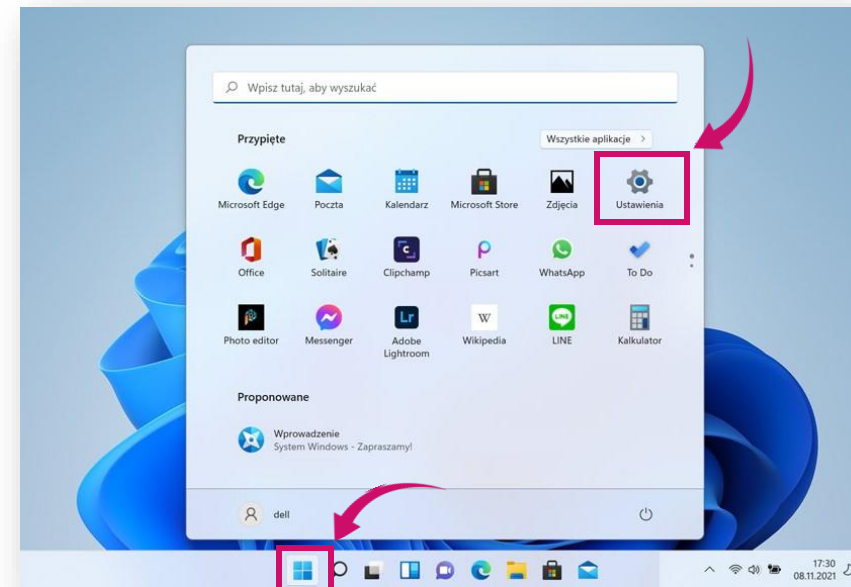 Wpisz tutaj, aby wyszukać
Przypięte
Wszystkie aplikacje >
Microsoft Edge
Poczta
Kalendarz
Microsoft Store
Zdjęcia
Ustawienia
Office
Solitaire
Clipchamp
Picsart
WhatsApp
To Do
Lr
W
LINE
Photo editor
Messenger
Adobe
Lightroom
Wikipedia
LINE
Kalkulator
Proponowane
Wprowadzenie
System Windows - Zapraszamy!
dell
17:30
08.11.2021